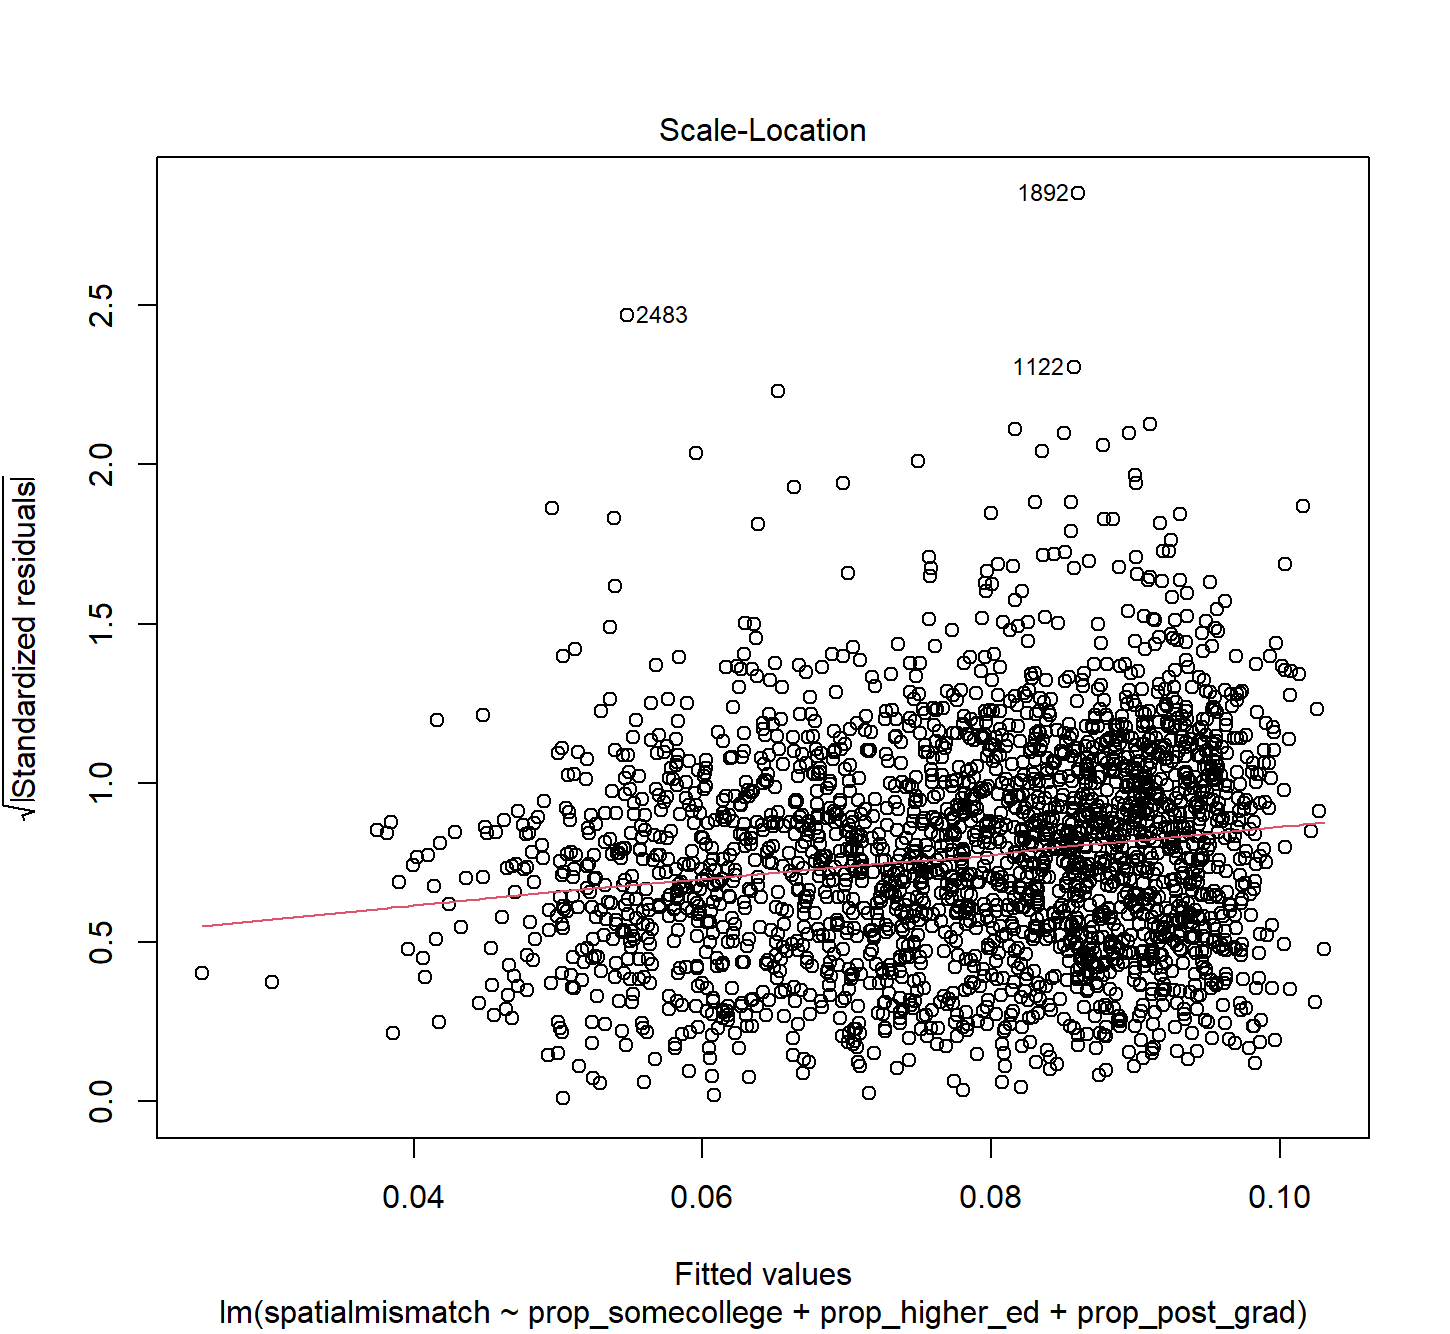 Scale-Location
√|Standardized residuals|
2.5
2.0
1.5
1.0
0.5
0.0
1892
2483
1122
0.04 0.06 0.08 0.10
Fitted values
lm(spatialmismatch ~ prop_somecollege + prop_higher_ed + prop_post_grad)